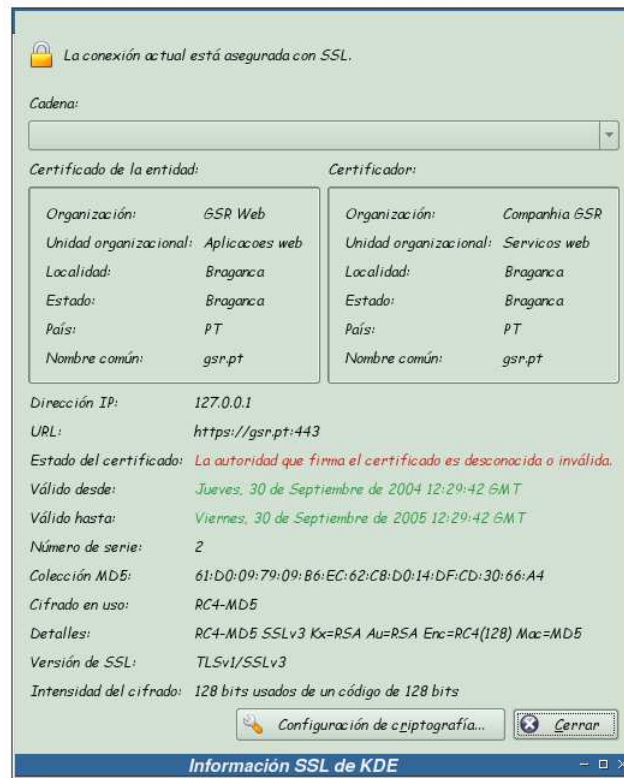 La conexión actual está asegurada con SSL.
Cadena:
Certificado de la entidad:
Organización: GSR Web
Unidad organizacional: Aplicacoes web
Localidad: Braganca
Estado: Braganca
País: PT
Nombre común: gsr.pt
Certificador:
Organización: Companhia GSR
Unidad organizacional: Servicos web
Localidad: Braganca
Estado: Braganca
País: PT
Nombre común: gsr.pt
Dirección IP: 127.0.0.1
URL: https://gsr.pt:443
Estado del certificado: La autoridad que firma el certificado es desconocida o inválida.
Válido desde: Jueves, 30 de Septiembre de 2004 12:29:42 GMT
Válido hasta: Viernes, 30 de Septiembre de 2005 12:29:42 GMT
Número de serie: 2
Colección MD5: 61:D0:09:79:09:B6:EC:62:C8:D0:14:DF:CD:30:66:A4
Cifrado en uso: RC4-MD5
Detalles: RC4-MD5 SSLv3 Kx=RSA Au=RSA Enc=RC4(128) Mac=MD5
Versión de SSL: TLSv1/SSLv3
Intensidad del cifrado: 128 bits usados de un código de 128 bits
Configuración de criptografía... Cerrar
Información SSL de KDE